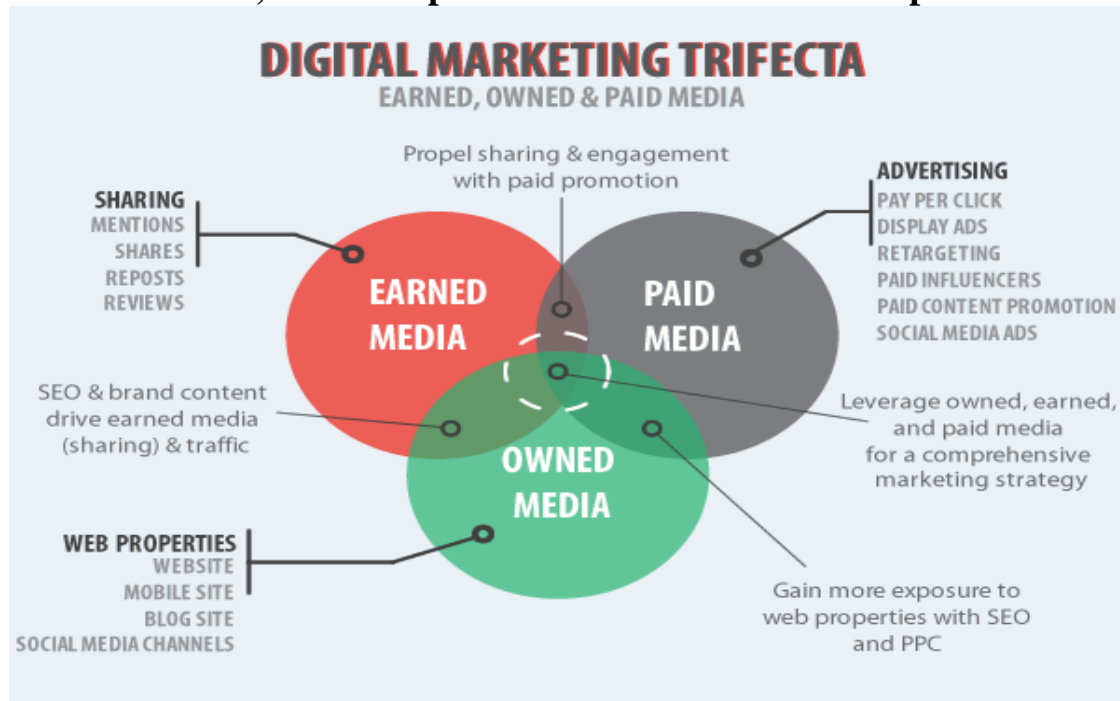 DIGITAL MARKETING TRIFECTA
EARNED, OWNED & PAID MEDIA
Propel sharing & engagement
with paid promotion
SHARING
MENTIONS
SHARES
REPOSTS
REVIEWS
ADVERTISING
PAY PER CLICK
DISPLAY ADS
RETARGETING
PAID INFLUENCERS
PAID CONTENT PROMOTION
SOCIAL MEDIA ADS
EARNED
MEDIA
PAID
MEDIA
SEO & brand content
drive earned media
(sharing) & traffic
Leverage owned, earned,
and paid media
for a comprehensive
marketing strategy
OWNED
MEDIA
WEB PROPERTIES
WEBSITE
MOBILE SITE
BLOG SITE
SOCIAL MEDIA CHANNELS
Gain more exposure to
web properties with SEO
and PPC